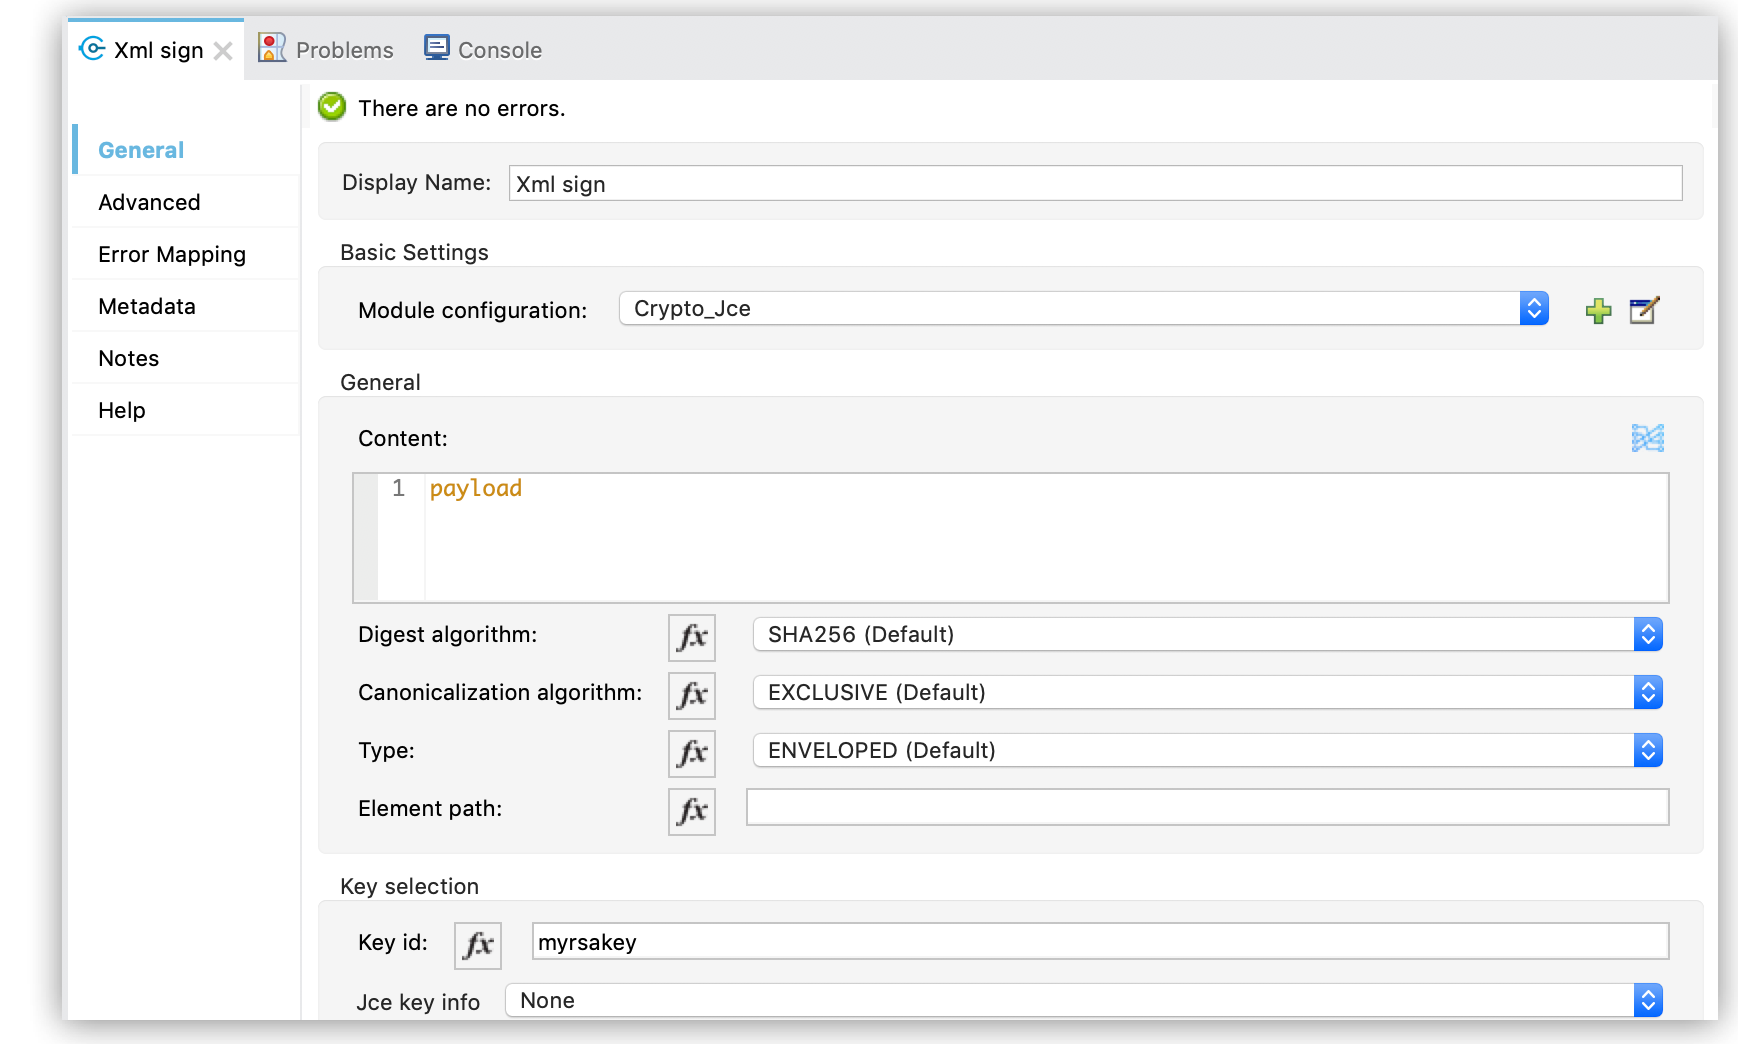 Xml sign Problems Console
There are no errors.
General
Advanced
Error Mapping
Metadata
Notes
Help
Display Name: Xml sign
Basic Settings
Module configuration: Crypto_Jce
General
Content:
1 payload
Digest algorithm: fx SHA256 (Default)
Canonicalization algorithm: fx EXCLUSIVE (Default)
Type: fx ENVELOPED (Default)
Element path: fx
Key selection
Key id: fx myrsakey
Jce key info None